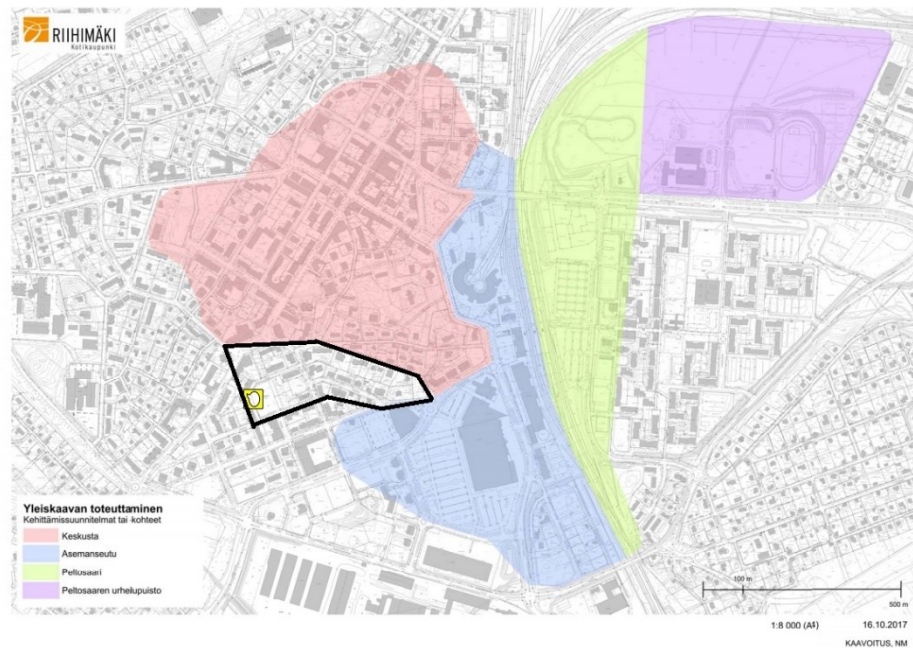 RIIHIMÄKI
Kotikaupunki
Yleiskaavan toteuttaminen
Kehittämissuunnitelmat tai kohteet
Keskusta
Asemanseutu
Peltosaari
Peltosaaren urheilupuisto
100 m
500 m
1:8 000 (A4)
16.10.2017
KAAVOITUS, NM